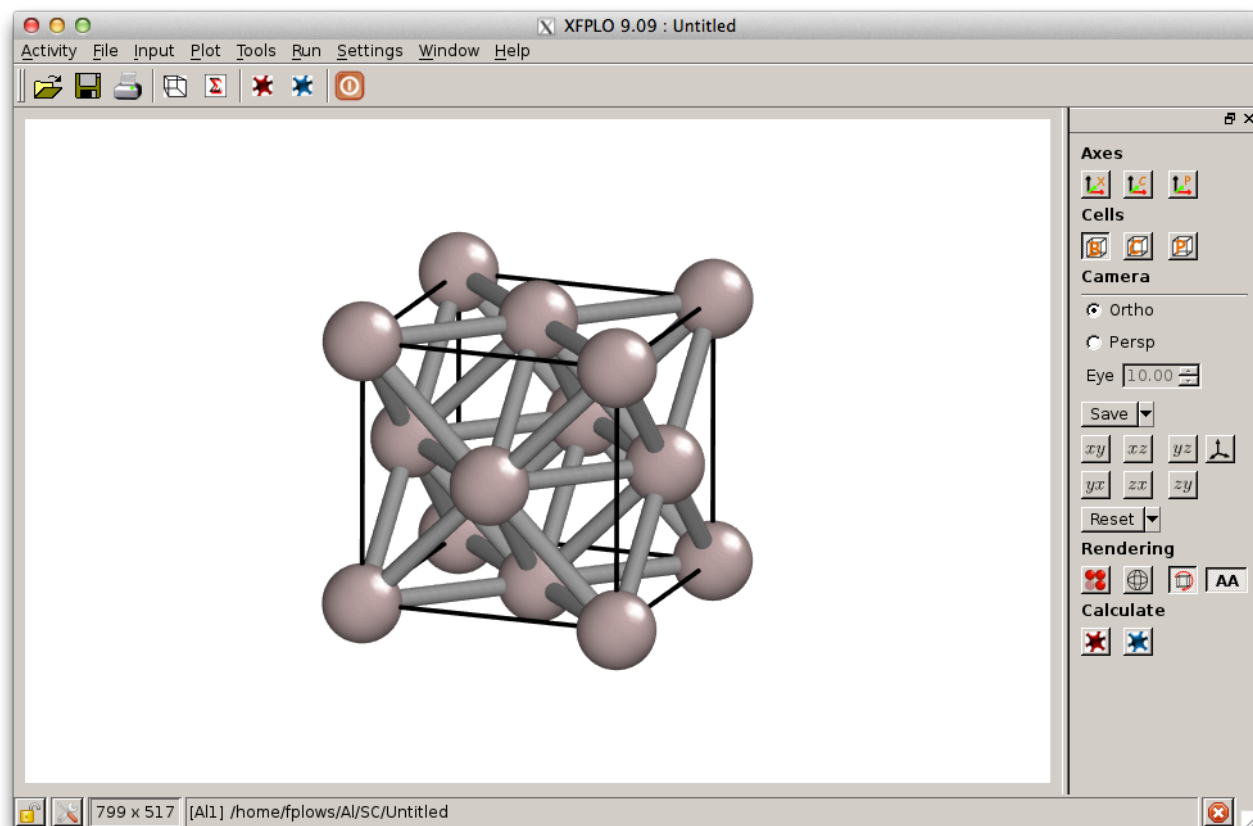 XFPLO 9.09 : Untitled
Activity File Input Plot Tools Run Settings Window Help
Σ
Axes
X C P
Cells
B C P
Camera
Ortho
Persp
Eye 10.00
Save
xy xz yz
yx zx zy
Reset
Rendering
AA
Calculate
799 x 517 [Al1] /home/fplows/Al/SC/Untitled